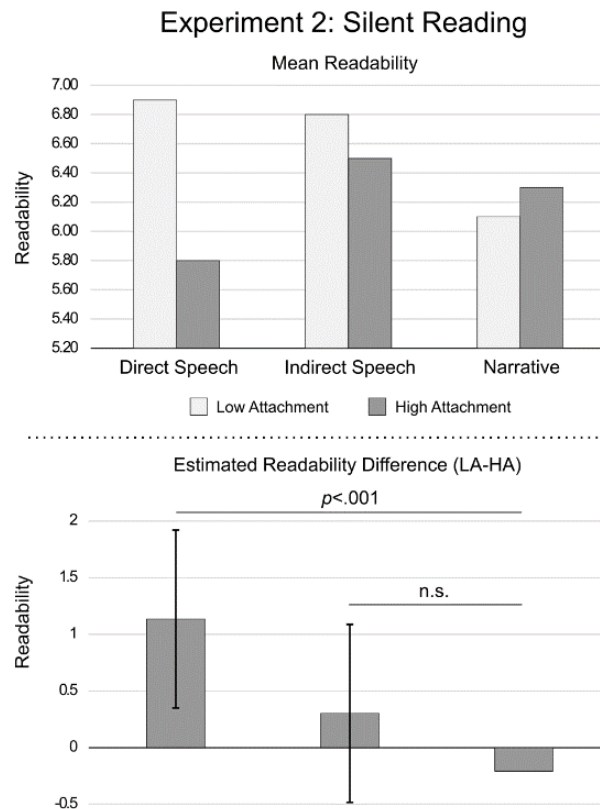 Experiment 2: Silent Reading
Mean Readability
Readability
7.00
6.80
6.60
6.40
6.20
6.00
5.80
5.60
5.40
5.20
Direct Speech Indirect Speech Narrative
Low Attachment High Attachment
Estimated Readability Difference (LA-HA)
Readability
p<.001
n.s.
2
1.5
1
0.5
0
-0.5